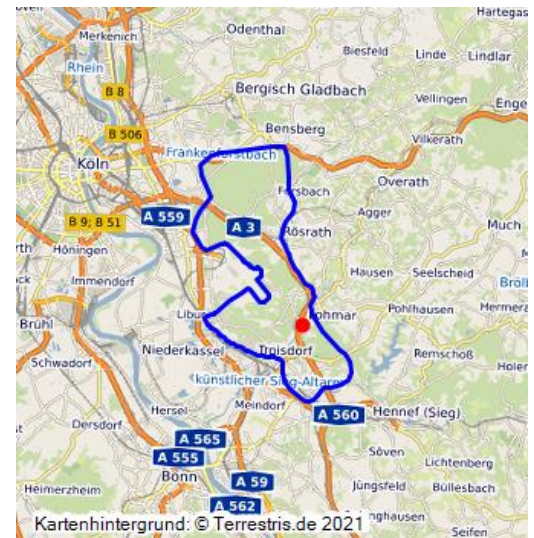 Hartegas
Merkenich
Odenthal
Biesfeld
Linde
Lindlar
Rhein
B 8
Bergisch Gladbach
Vellingen
Enge
B 506
Bensberg
Vilkerath
Köln
Frankenforstbach
Overath
Forsbach
A 559
Agger
B 9; B 51
A 3
Rösrath
Much
Höningen
Hausen
Seelscheid
Immendorf
Bröl
Lohmar
Pohlhausen
Hermera
Libur
Brühl
Niederkassel
Troisdorf
Remschoß
Schwadorf
Holer
künstlicher Sieg-Altarm
Hersel
Meindorf
A 560
Hennef (Sieg)
Dersdorf
A 565
Söven
A 555
Lichtenberg
Bonn
A 59
Heimerzheim
Jüngsfeld
Büllesbach
A 562
Kartenhintergrund: © Terrestris.de 2021
nghausen
Seifen